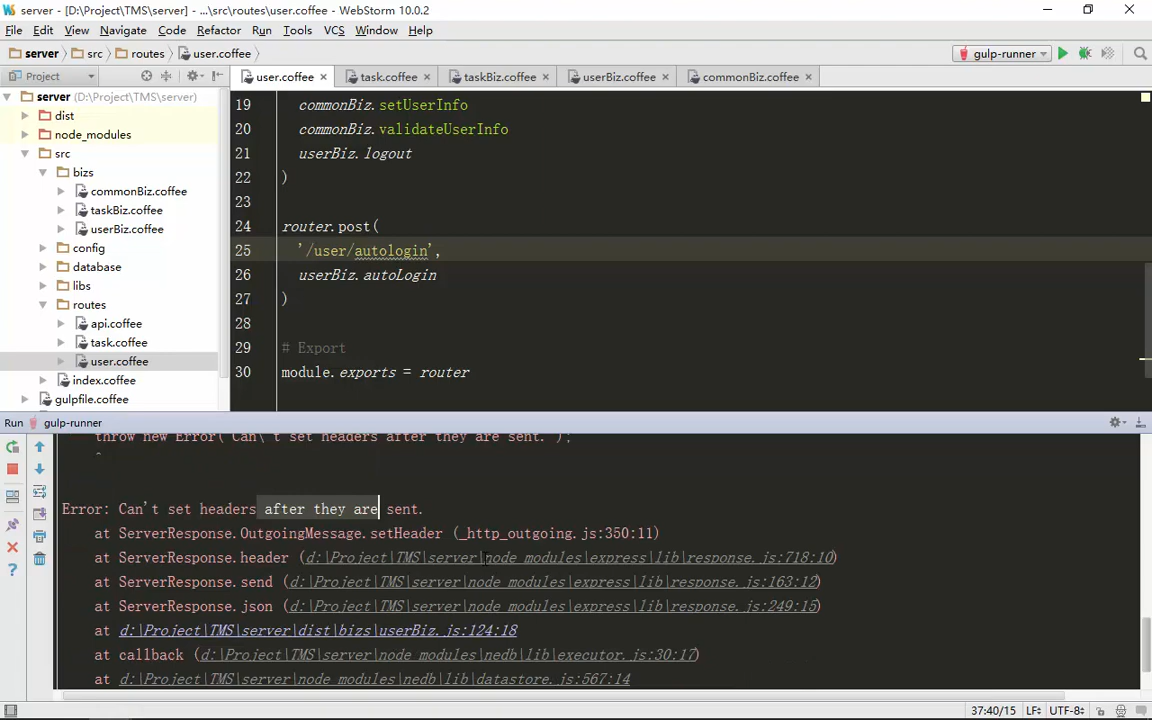 server - [D:\Project\TMS\server] - ...\src\routes\user.coffee - WebStorm 10.0.2
File Edit View Navigate Code Refactor Run Tools VCS Window Help
server src routes user.coffee gulp-runner
Project user.coffee task.coffee taskBiz.coffee userBiz.coffee commonBiz.coffee
server (D:\Project\TMS\server)
dist
node_modules
src
bizs
commonBiz.coffee
taskBiz.coffee
userBiz.coffee
config
database
libs
routes
api.coffee
task.coffee
user.coffee
index.coffee
gulpfile.coffee
19 commonBiz.setUserInfo
20 commonBiz.validateUserInfo
21 userBiz.logout
22 )
23
24 router.post(
25 '/user/autologin',
26 userBiz.autoLogin
27 )
28
29 # Export
30 module.exports = router
Run gulp-runner
throw new Error('Can\'t set headers after they are sent.');
^
Error: Can't set headers after they are sent.
at ServerResponse.OutgoingMessage.setHeader (_http_outgoing.js:350:11)
at ServerResponse.header (d:\Project\TMS\server\node_modules\express\lib\response.js:718:10)
at ServerResponse.send (d:\Project\TMS\server\node_modules\express\lib\response.js:163:12)
at ServerResponse.json (d:\Project\TMS\server\node_modules\express\lib\response.js:249:15)
at d:\Project\TMS\server\dist\bizs\userBiz.js:124:18
at callback (d:\Project\TMS\server\node_modules\nedb\lib\executor.js:30:17)
at d:\Project\TMS\server\node_modules\nedb\lib\datastore.js:567:14
37:40/15 LF UTF-8